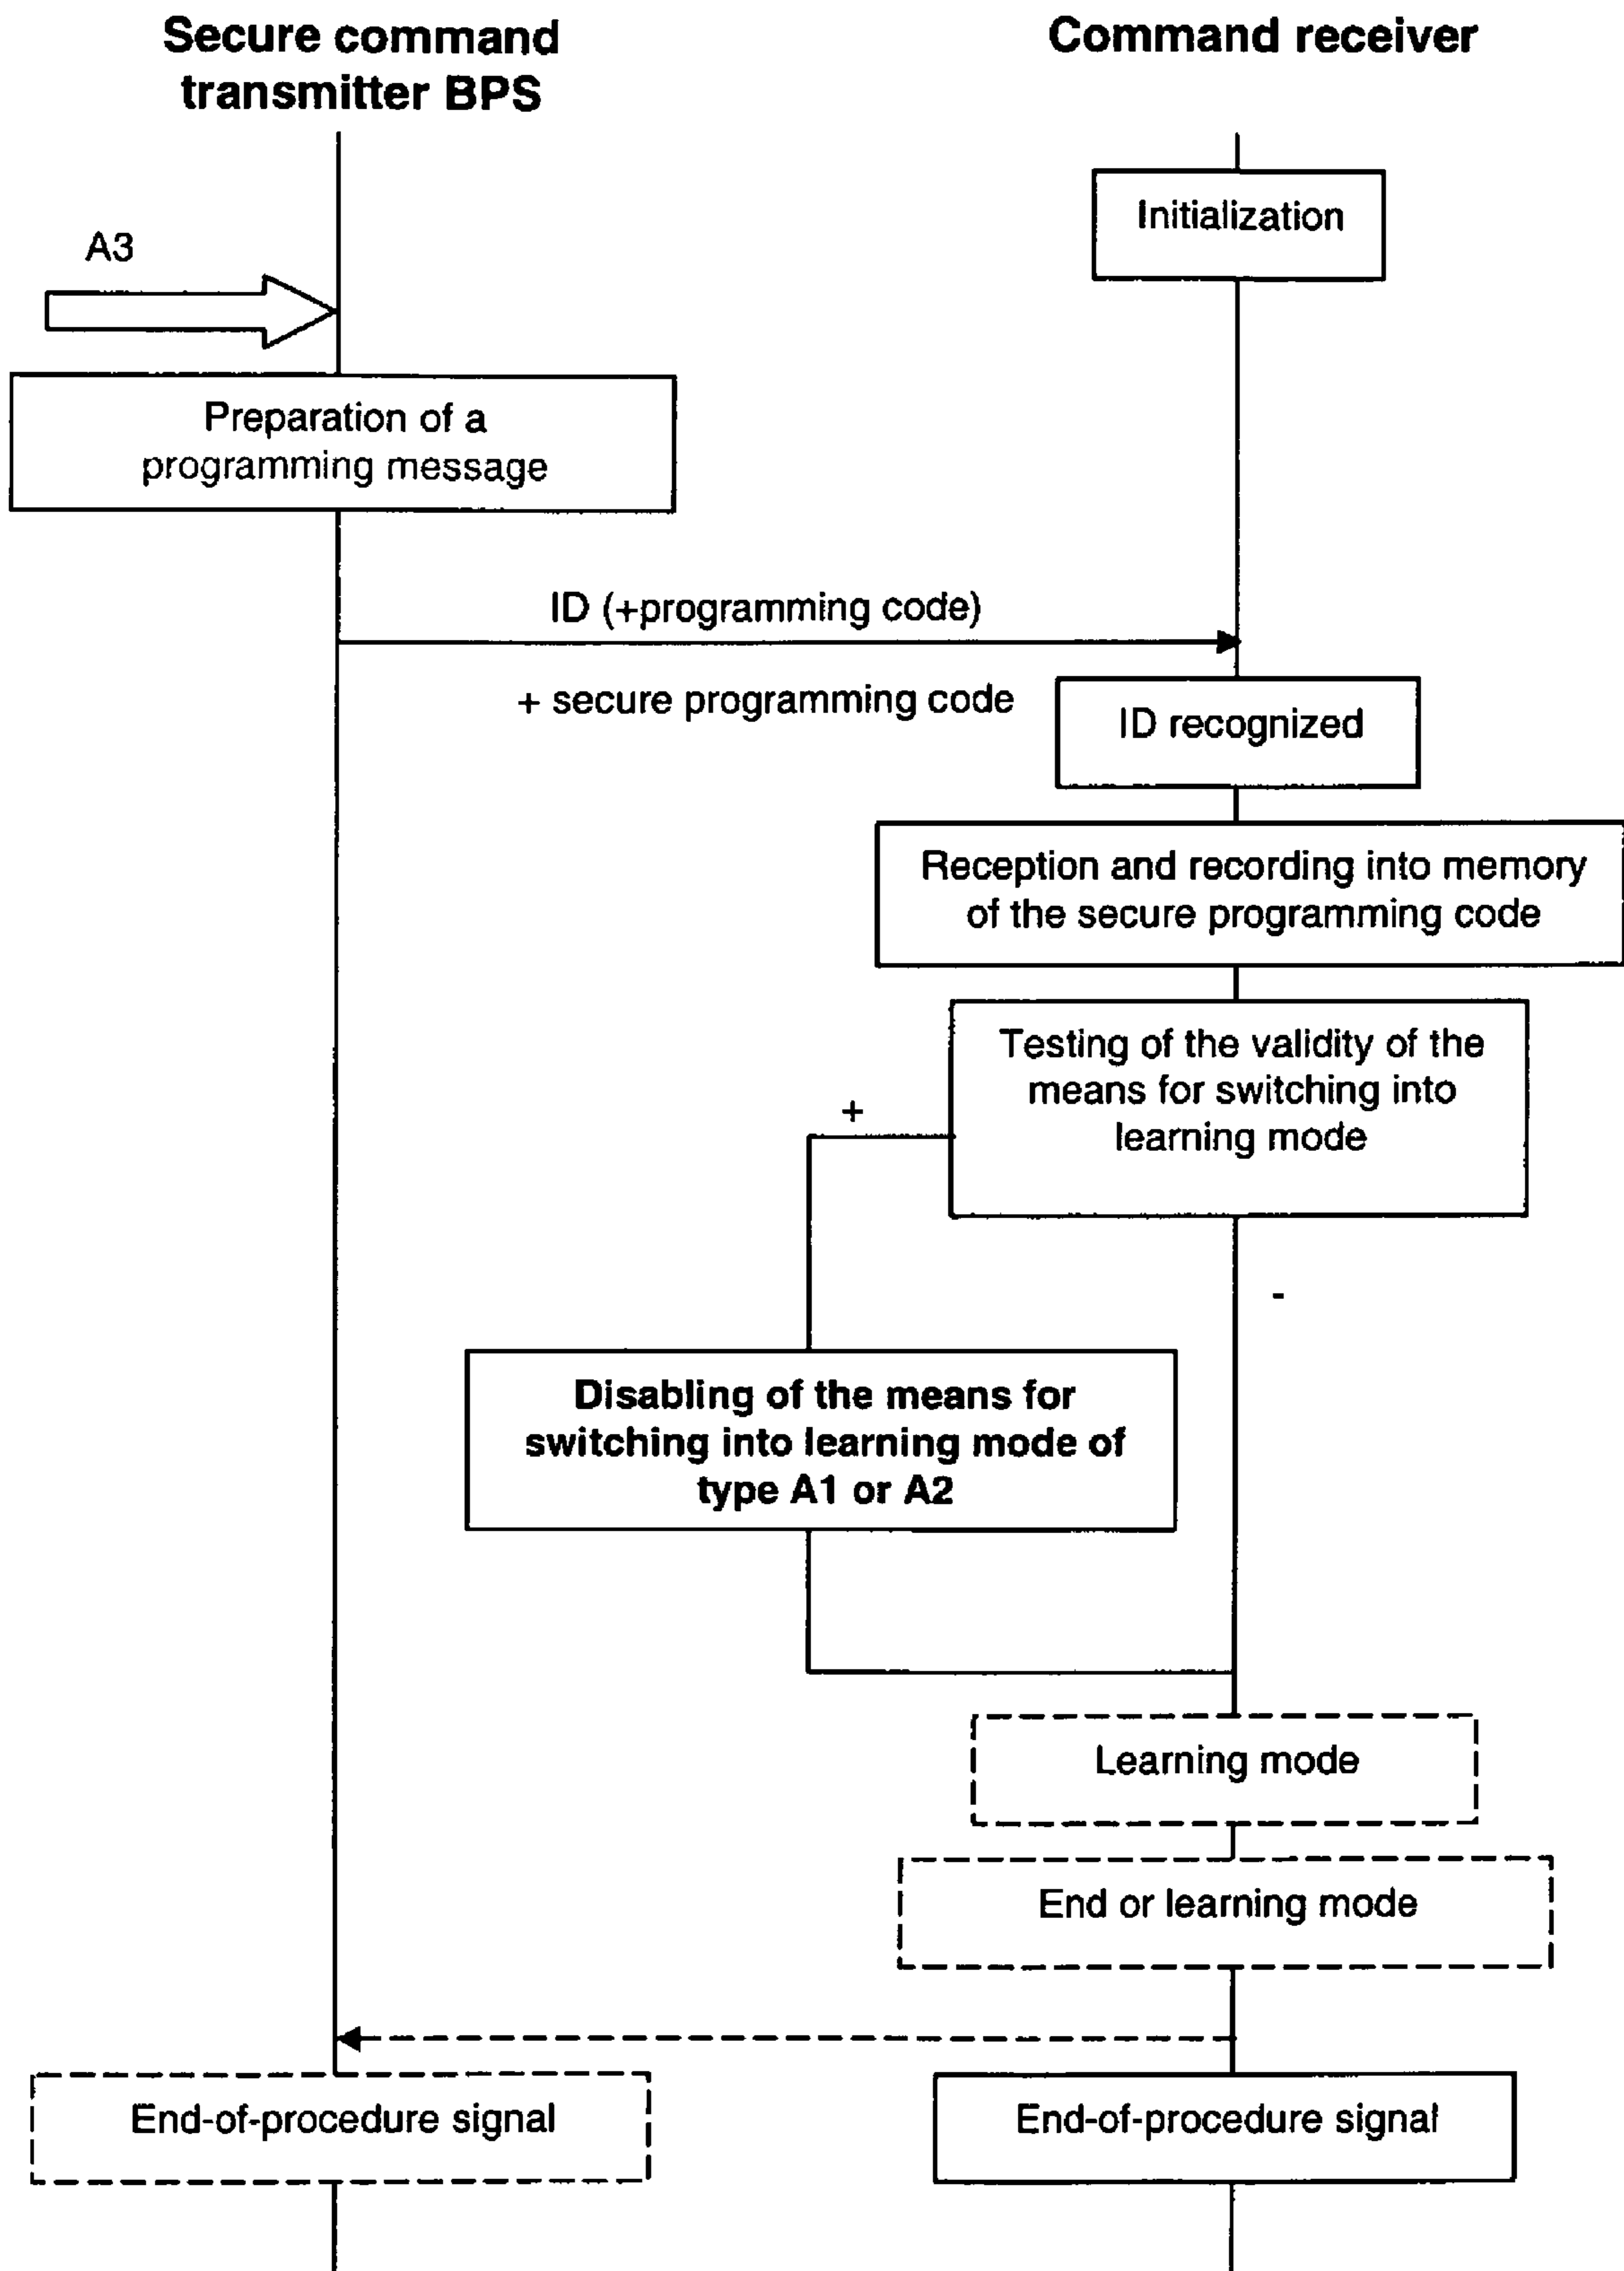 Secure command
transmitter BPS
Command receiver
Initialization
A3
Preparation of a
programming message
ID (+programming code)
+ secure programming code
ID recognized
Reception and recording into memory
of the secure programming code
Testing of the validity of the
means for switching into
learning mode
+
-
Disabling of the means for
switching into learning mode of
type A1 or A2
Learning mode
End or learning mode
End-of-procedure signal
End-of-procedure signal